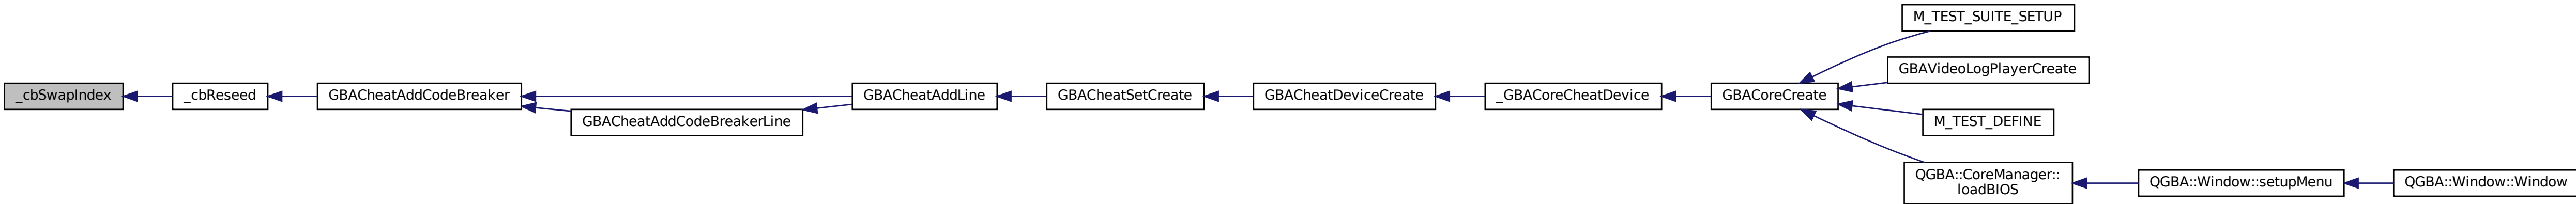 _cbSwapIndex
_cbReseed
GBACheatAddCodeBreaker
GBACheatAddCodeBreakerLine
GBACheatAddLine
GBACheatSetCreate
GBACheatDeviceCreate
_GBACoreCheatDevice
GBACoreCreate
M_TEST_SUITE_SETUP
GBAVideoLogPlayerCreate
M_TEST_DEFINE
QGBA::CoreManager::
loadBIOS
QGBA::Window::setupMenu
QGBA::Window::Window